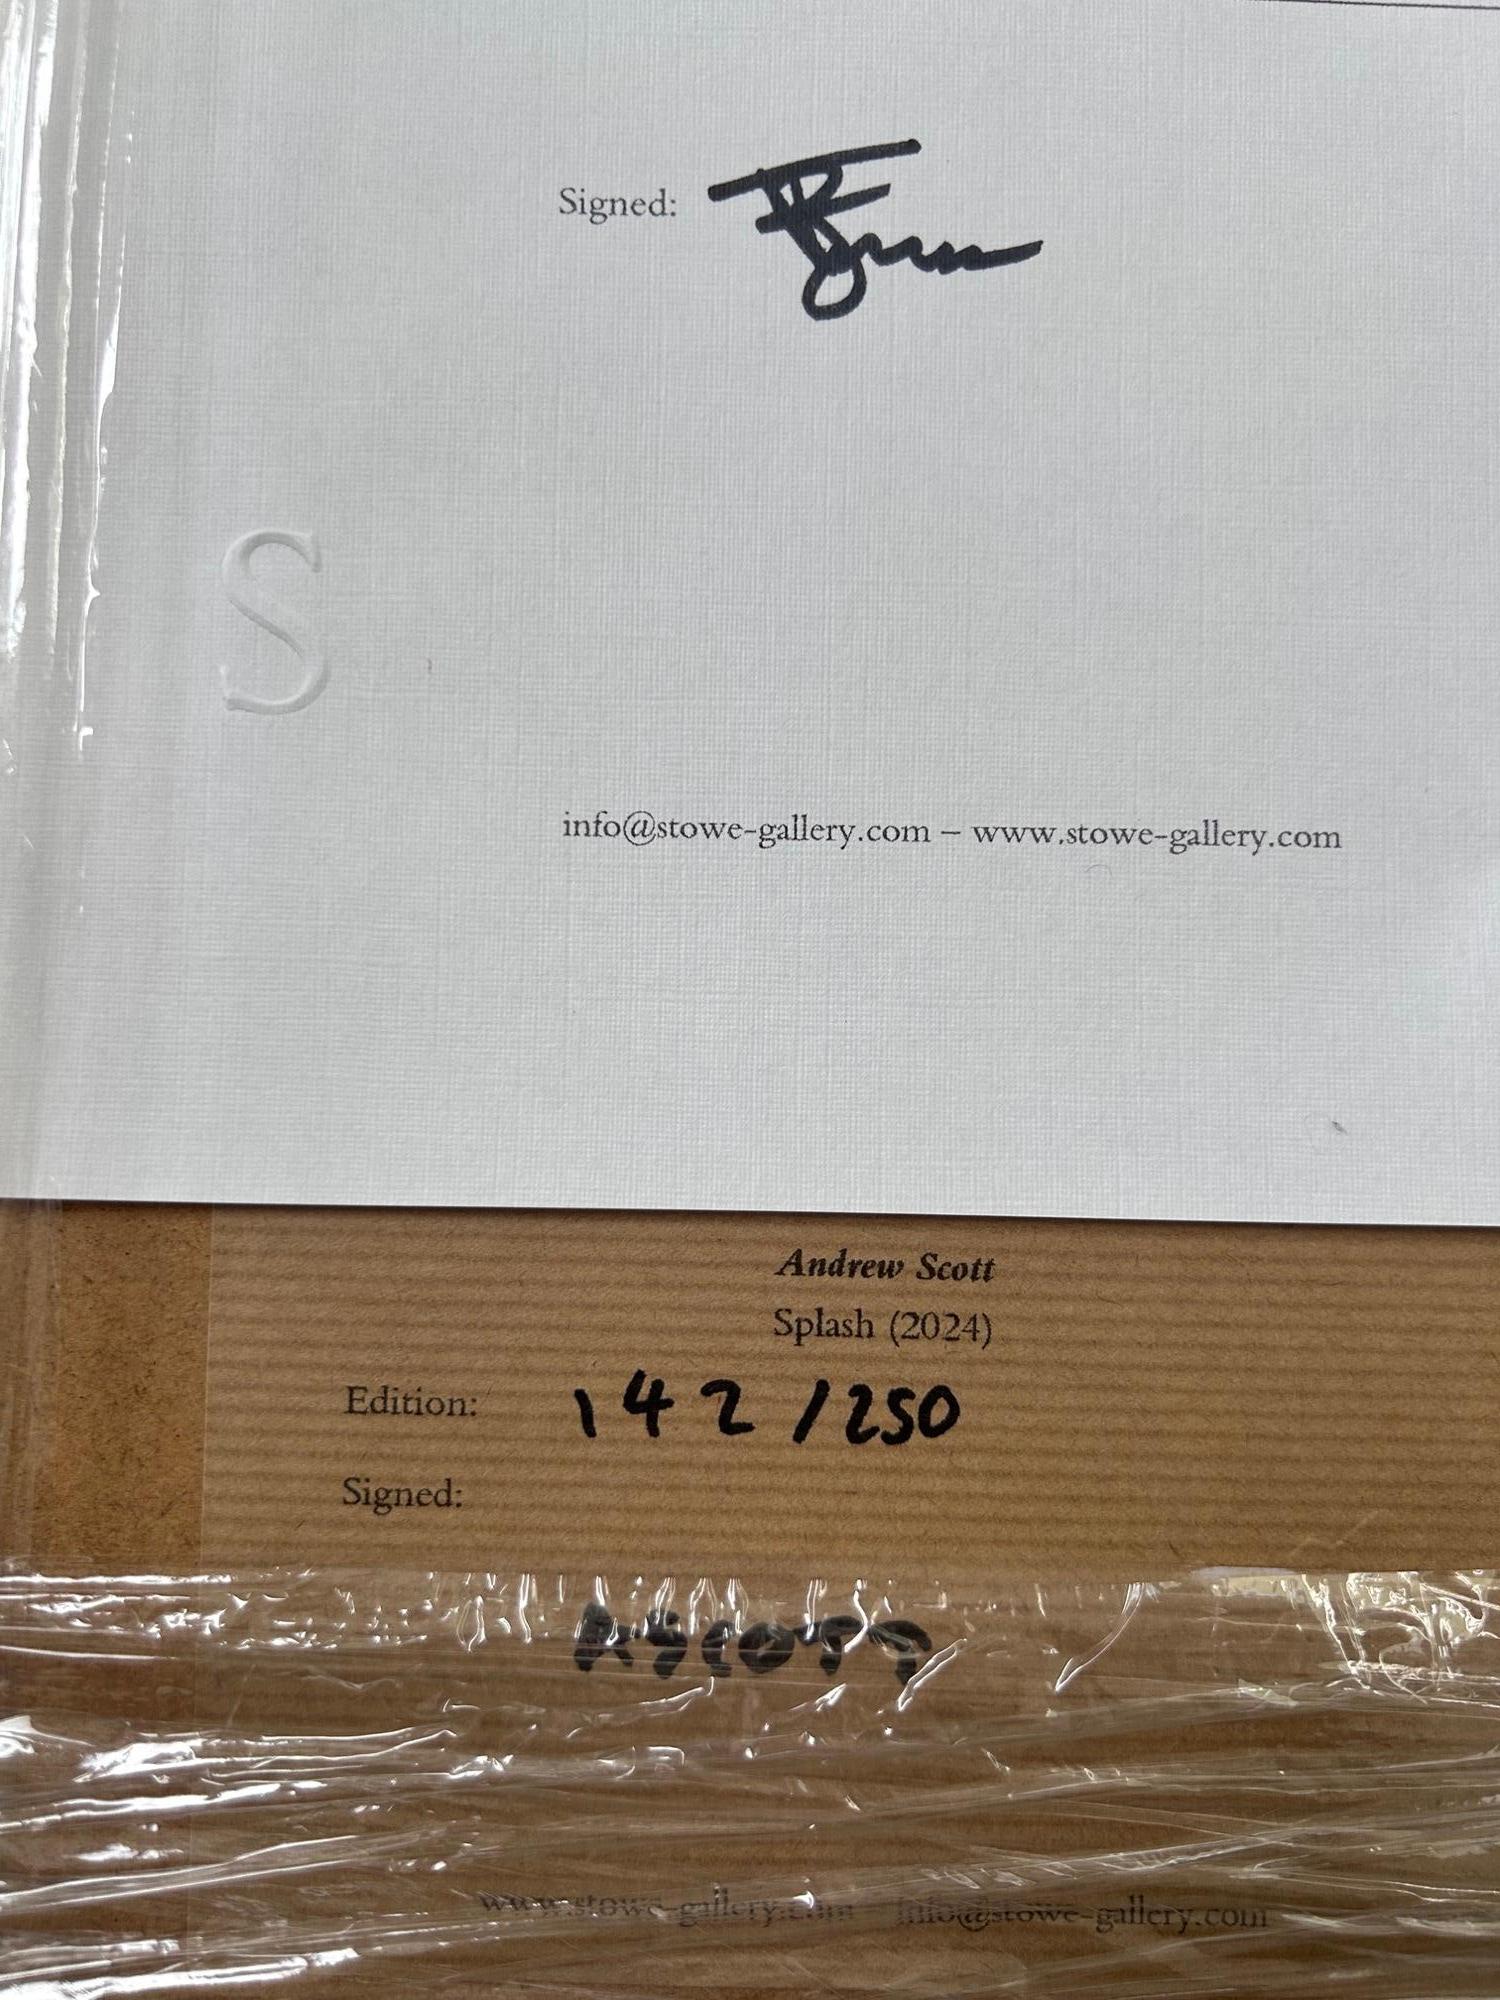 Signed:
S
info@stowe-gallery.com – www.stowe-gallery.com
Andrew Scott
Splash (2024)
Edition: 142/250
Signed:
ASCOTT
www.stowe-gallery.com info@stowe-gallery.com